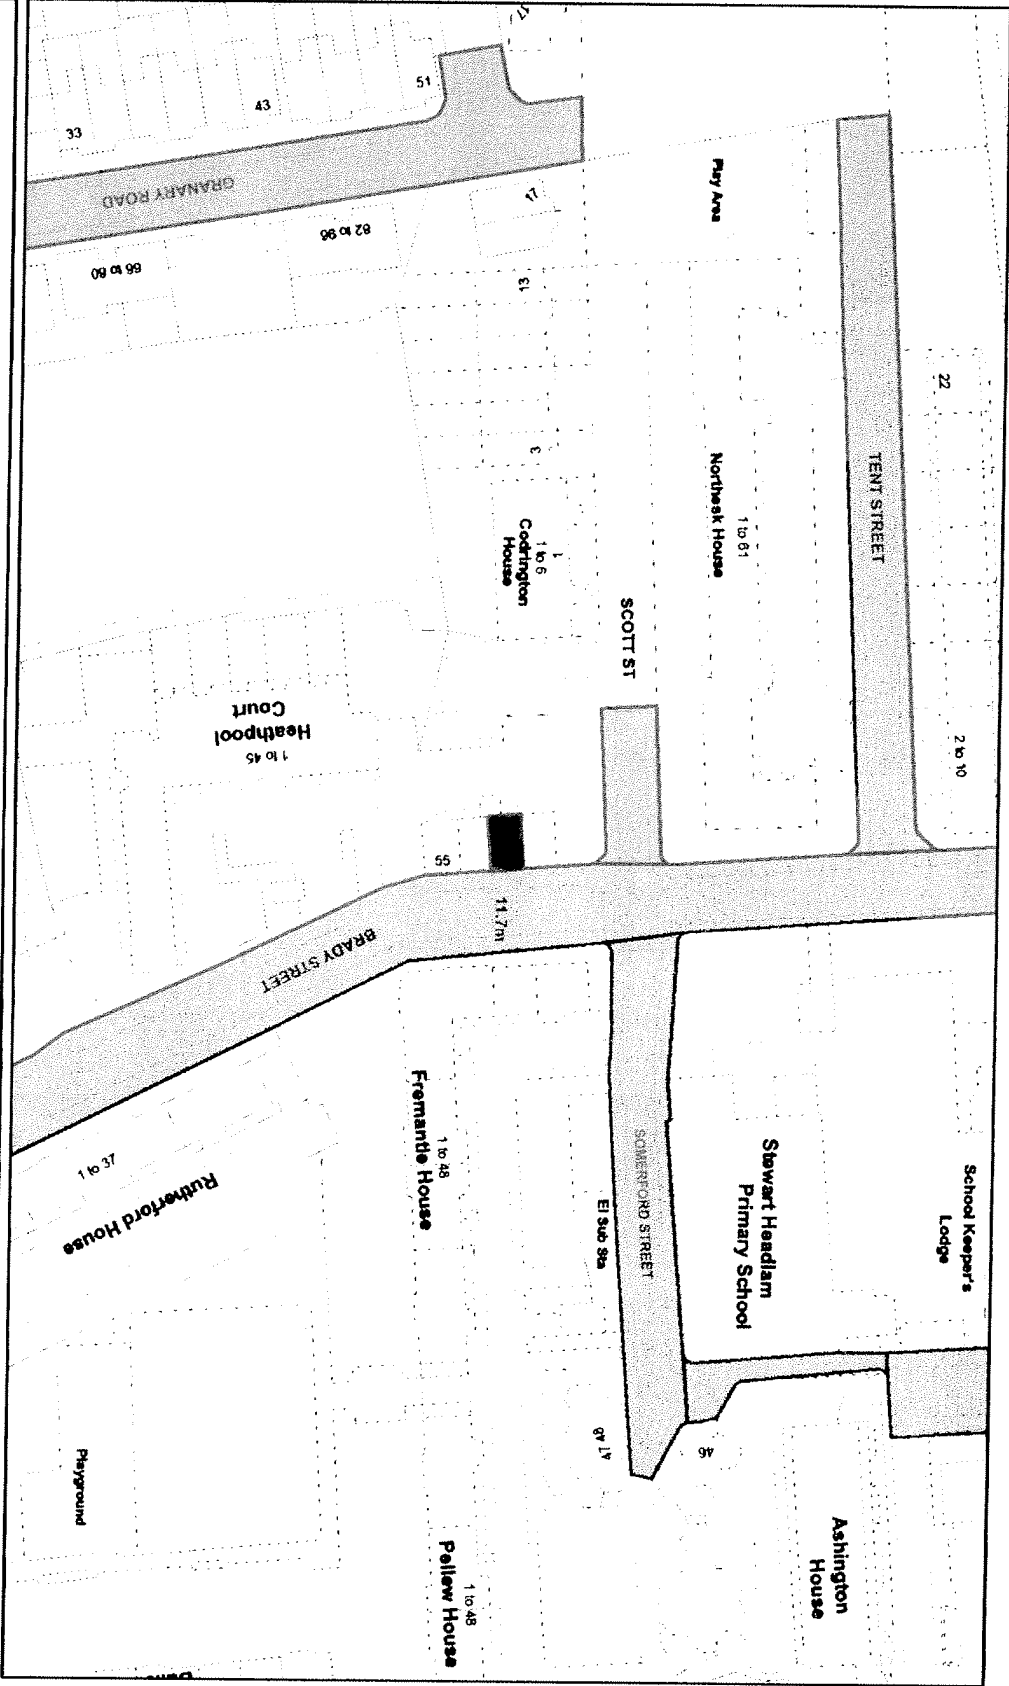 51
43
33
GRANARY ROAD
82 to 96
66 to 80
17
13
3
Play Area
22
TENT STREET
2 to 10
1 to 61
Northesk House
1
1 to 6
Codrington
House
SCOTT ST
1 to 45
Heathpool
Court
55
11.7m
BRADY STREET
SOMERFORD STREET
El Sub Sta
Stewart Headlam
Primary School
School Keeper's
Lodge
1 to 48
Fremantle House
1 to 37
Rutherford House
Playground
46
Ashington
House
1 to 48
Pellew House